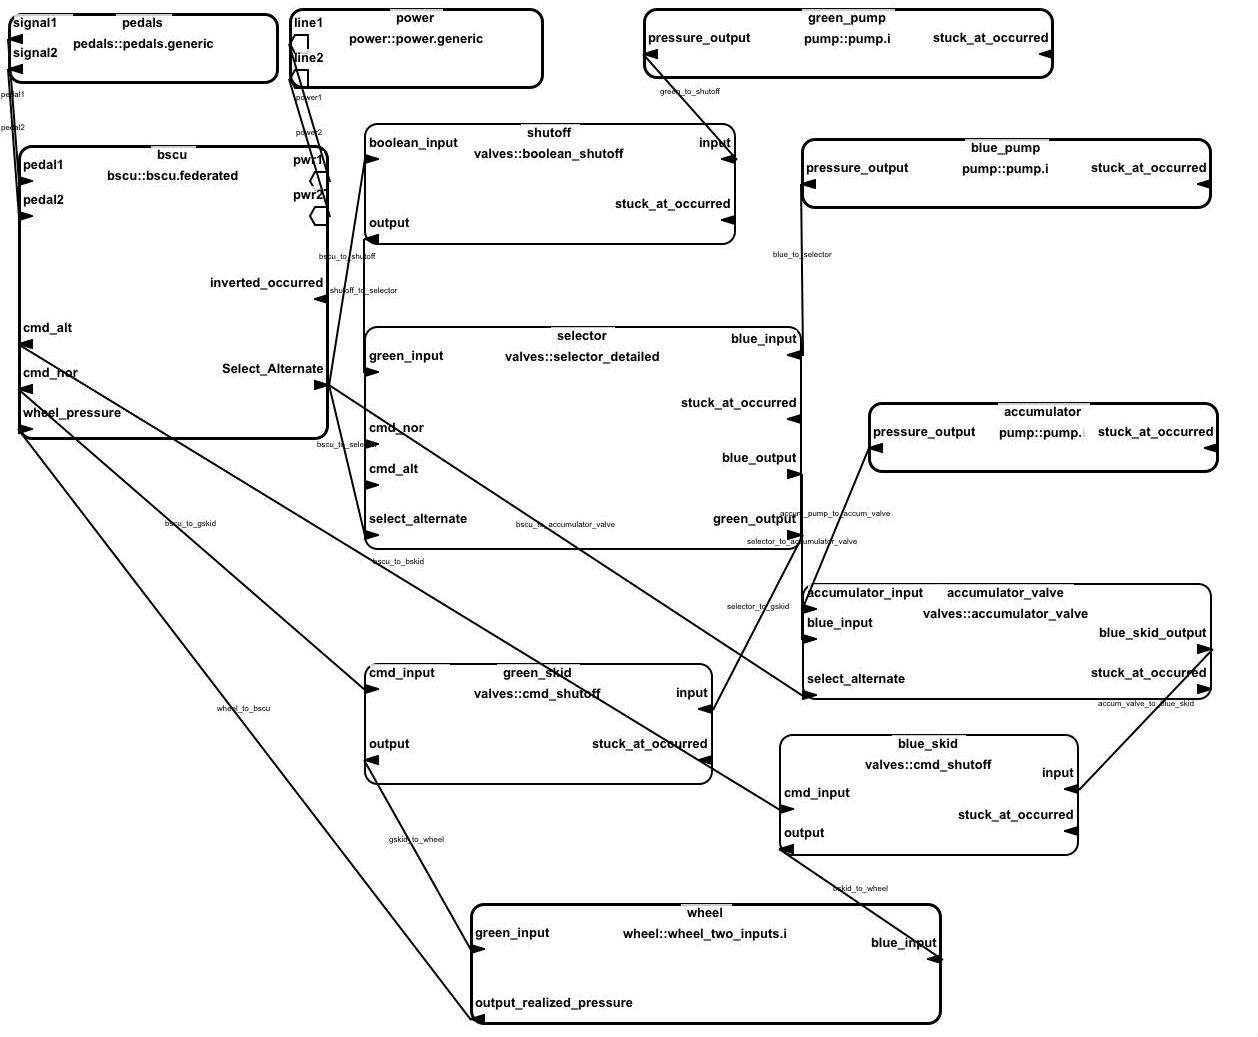 signal1
pedals
signal2
pedals::pedals.generic
pedal1
pedal2
line1
power
power::power.generic
line2
power1
power2
green_pump
pressure_output
pump::pump.i
stuck_at_occurred
green_to_shutoff
bscu
pedal1
bscu::bscu.federated
pedal2
pwr1
pwr2
inverted_occurred
cmd_alt
cmd_nor
Select_Alternate
wheel_pressure
shutoff
boolean_input
valves::boolean_shutoff
input
stuck_at_occurred
output
bscu_to_shutoff
shutoff_to_selector
blue_pump
pressure_output
pump::pump.i
stuck_at_occurred
blue_to_selector
selector
blue_input
green_input
valves::selector_detailed
stuck_at_occurred
cmd_nor
bscu_to_selector
blue_output
cmd_alt
select_alternate
green_output
accumulator
pressure_output
pump::pump.i
stuck_at_occurred
accum_pump_to_accum_valve
bscu_to_gskid
bscu_to_accumulator_valve
selector_to_accumulator_valve
bscu_to_bskid
accumulator_input
accumulator_valve
valves::accumulator_valve
blue_input
blue_skid_output
select_alternate
stuck_at_occurred
selector_to_gskid
accum_valve_to_blue_skid
cmd_input
green_skid
valves::cmd_shutoff
input
output
stuck_at_occurred
wheel_to_bscu
blue_skid
valves::cmd_shutoff
input
cmd_input
stuck_at_occurred
output
gskid_to_wheel
bskid_to_wheel
wheel
green_input
wheel::wheel_two_inputs.i
blue_input
output_realized_pressure